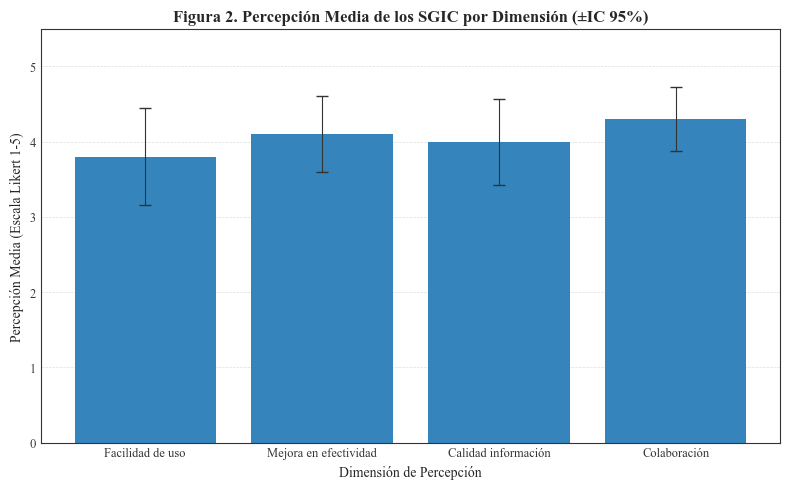 Figura 2. Percepción Media de los SGIC por Dimensión (±IC 95%)
Percepción Media (Escala Likert 1-5)
5
4
3
2
1
0
Facilidad de uso
Mejora en efectividad
Calidad información
Colaboración
Dimensión de Percepción